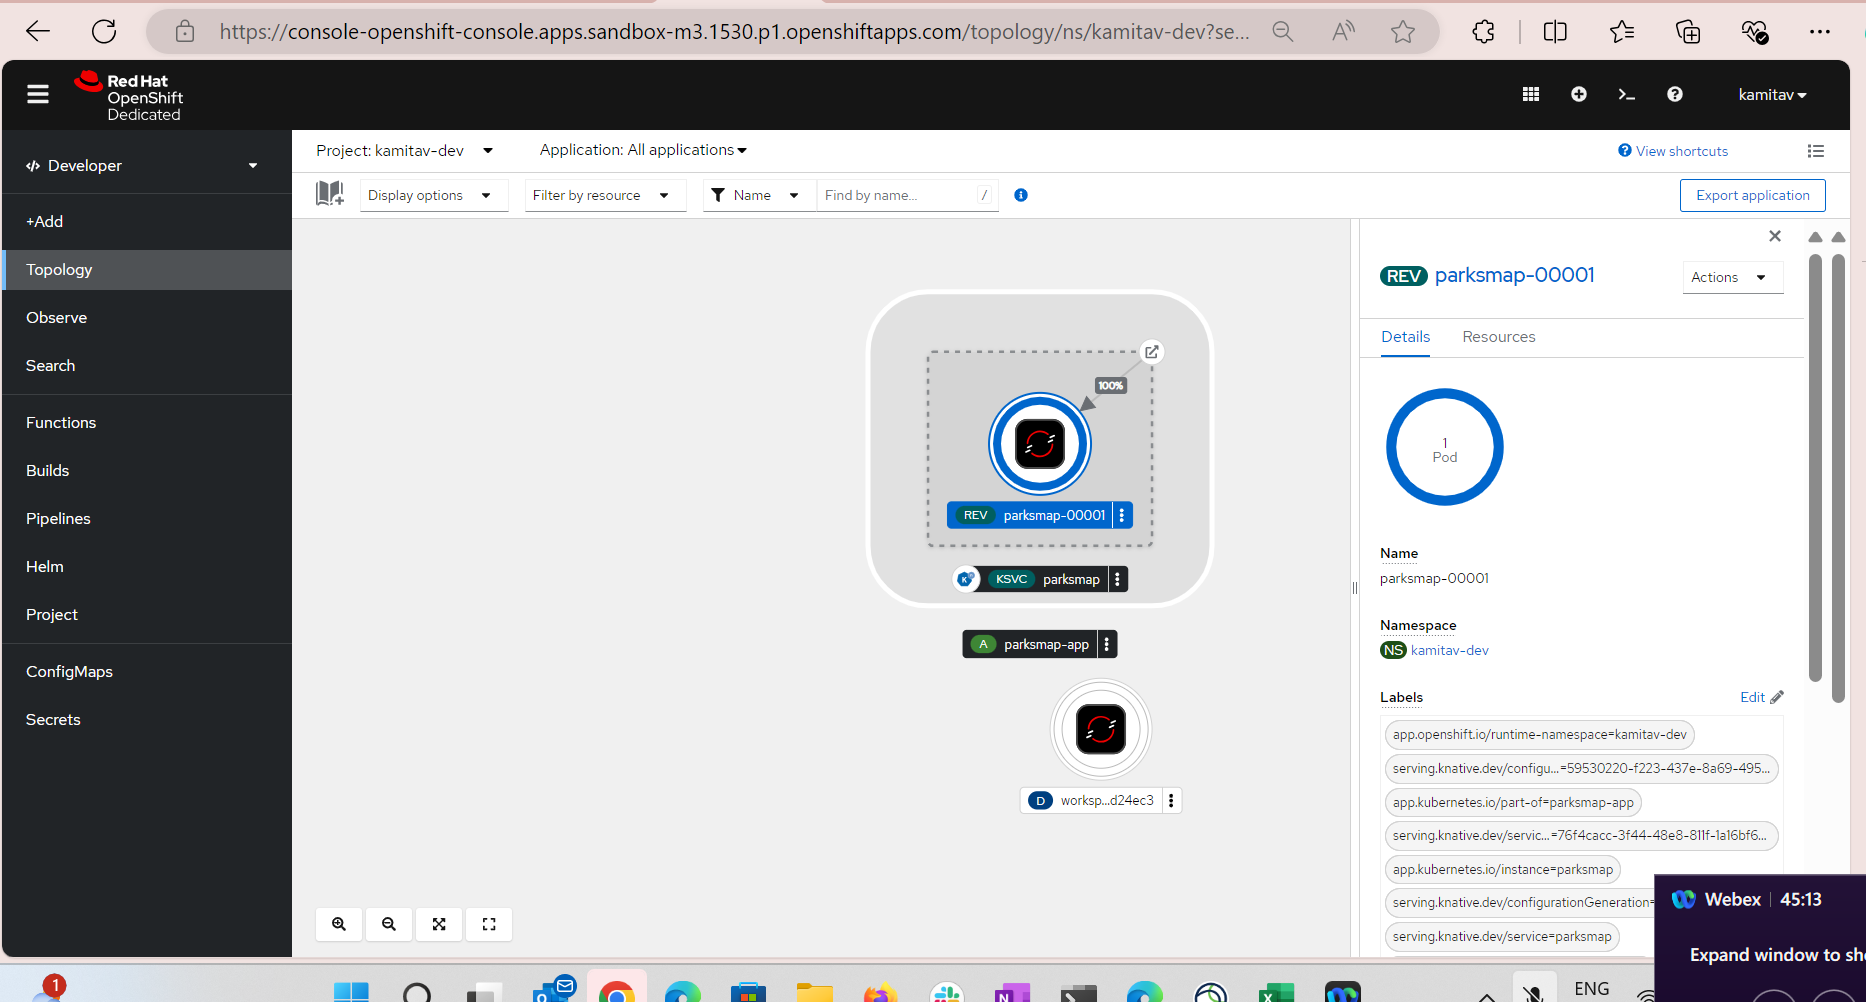 https://console-openshift-console.apps.sandbox-m3.1530.p1.openshiftapps.com/topology/ns/kamitav-dev?se...
Red Hat
OpenShift
Dedicated
kamitav
Developer
+Add
Topology
Observe
Search
Functions
Builds
Pipelines
Helm
Project
ConfigMaps
Secrets
Project: kamitav-dev
Application: All applications
View shortcuts
Display options
Filter by resource
Name
Find by name...
/
Export application
100%
REV parksmap-00001
KSVC parksmap
A parksmap-app
D worksp...d24ec3
REV parksmap-00001
Actions
Details
Resources
1
Pod
Name
parksmap-00001
Namespace
NS kamitav-dev
Labels
Edit
app.openshift.io/runtime-namespace=kamitav-dev
serving.knative.dev/configu...=59530220-f223-437e-8a69-495...
app.kubernetes.io/part-of=parksmap-app
serving.knative.dev/servic...=76f4cacc-3f44-48e8-811f-1a16bf6...
app.kubernetes.io/instance=parksmap
serving.knative.dev/configurationGeneration=
serving.knative.dev/service=parksmap
Webex | 45:13
Expand window to sh
1
ENG